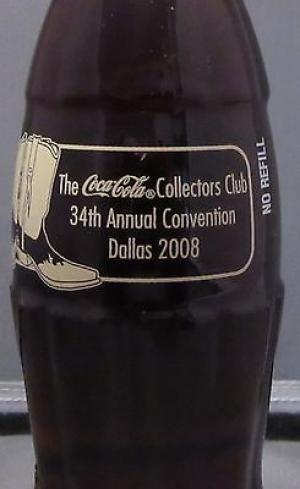 The Coca-Cola® Collectors Club
34th Annual Convention
Dallas 2008
NO REFILL